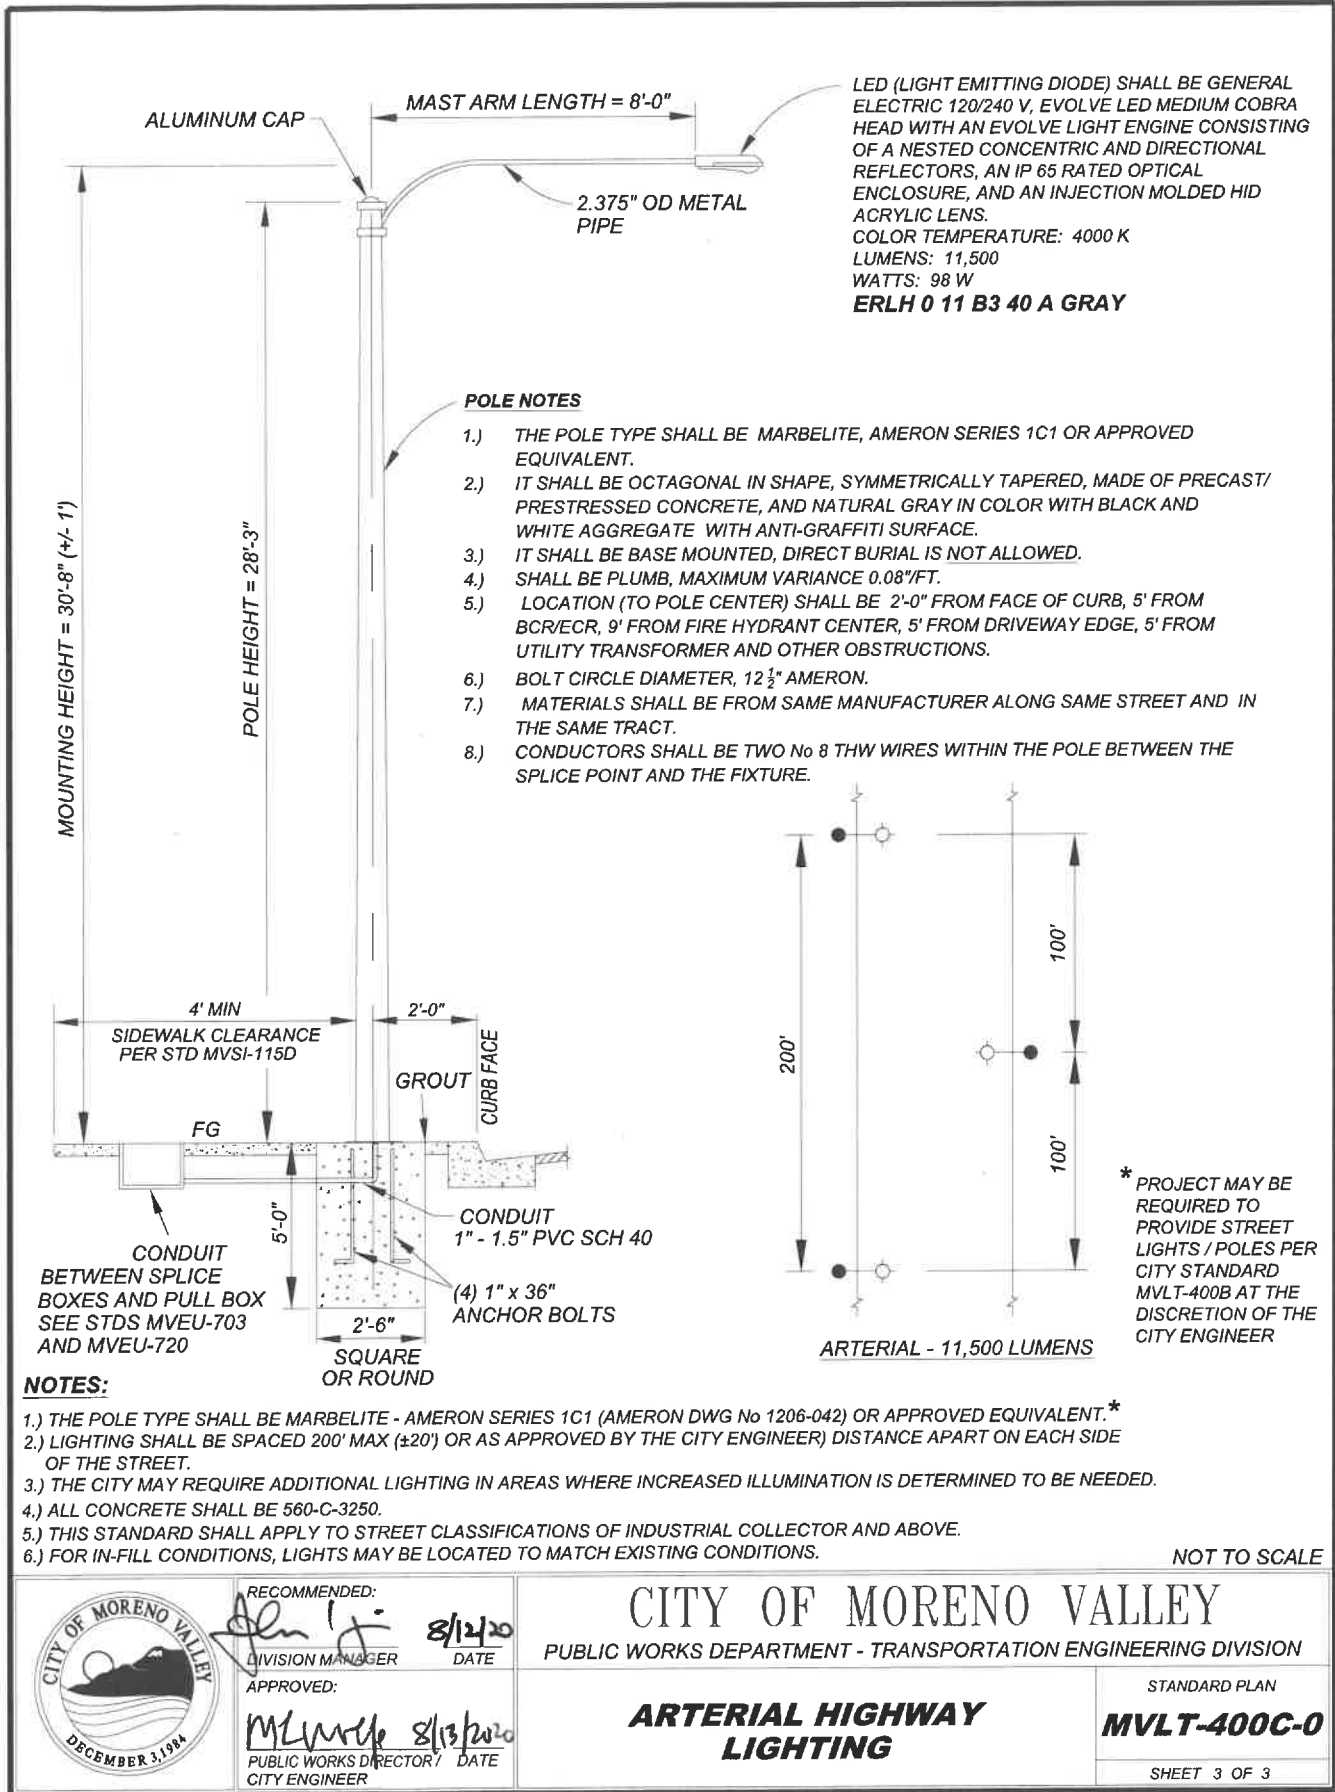 ALUMINUM CAP
MAST ARM LENGTH = 8'-0"
2.375" OD METAL
PIPE
LED (LIGHT EMITTING DIODE) SHALL BE GENERAL
ELECTRIC 120/240 V, EVOLVE LED MEDIUM COBRA
HEAD WITH AN EVOLVE LIGHT ENGINE CONSISTING
OF A NESTED CONCENTRIC AND DIRECTIONAL
REFLECTORS, AN IP 65 RATED OPTICAL
ENCLOSURE, AND AN INJECTION MOLDED HID
ACRYLIC LENS.
COLOR TEMPERATURE: 4000 K
LUMENS: 11,500
WATTS: 98 W
ERLH 0 11 B3 40 A GRAY
MOUNTING HEIGHT = 30'-8" (+/- 1')
POLE HEIGHT = 28'-3"
POLE NOTES
1.) THE POLE TYPE SHALL BE MARBELITE, AMERON SERIES 1C1 OR APPROVED
EQUIVALENT.
2.) IT SHALL BE OCTAGONAL IN SHAPE, SYMMETRICALLY TAPERED, MADE OF PRECAST/
PRESTRESSED CONCRETE, AND NATURAL GRAY IN COLOR WITH BLACK AND
WHITE AGGREGATE WITH ANTI-GRAFFITI SURFACE.
3.) IT SHALL BE BASE MOUNTED, DIRECT BURIAL IS NOT ALLOWED.
4.) SHALL BE PLUMB, MAXIMUM VARIANCE 0.08"/FT.
5.) LOCATION (TO POLE CENTER) SHALL BE 2'-0" FROM FACE OF CURB, 5' FROM
BCR/ECR, 9' FROM FIRE HYDRANT CENTER, 5' FROM DRIVEWAY EDGE, 5' FROM
UTILITY TRANSFORMER AND OTHER OBSTRUCTIONS.
6.) BOLT CIRCLE DIAMETER, 12 1/2" AMERON.
7.) MATERIALS SHALL BE FROM SAME MANUFACTURER ALONG SAME STREET AND IN
THE SAME TRACT.
8.) CONDUCTORS SHALL BE TWO No 8 THW WIRES WITHIN THE POLE BETWEEN THE
SPLICE POINT AND THE FIXTURE.
4' MIN
SIDEWALK CLEARANCE
PER STD MVSI-115D
2'-0"
GROUT
CURB FACE
FG
5'-0"
CONDUIT
1" - 1.5" PVC SCH 40
(4) 1" x 36"
ANCHOR BOLTS
CONDUIT
BETWEEN SPLICE
BOXES AND PULL BOX
SEE STDS MVEU-703
AND MVEU-720
2'-6"
SQUARE
OR ROUND
200'
100'
100'
ARTERIAL - 11,500 LUMENS
* PROJECT MAY BE
REQUIRED TO
PROVIDE STREET
LIGHTS / POLES PER
CITY STANDARD
MVLT-400B AT THE
DISCRETION OF THE
CITY ENGINEER
NOTES:
1.) THE POLE TYPE SHALL BE MARBELITE - AMERON SERIES 1C1 (AMERON DWG No 1206-042) OR APPROVED EQUIVALENT.*
2.) LIGHTING SHALL BE SPACED 200' MAX (±20') OR AS APPROVED BY THE CITY ENGINEER) DISTANCE APART ON EACH SIDE
OF THE STREET.
3.) THE CITY MAY REQUIRE ADDITIONAL LIGHTING IN AREAS WHERE INCREASED ILLUMINATION IS DETERMINED TO BE NEEDED.
4.) ALL CONCRETE SHALL BE 560-C-3250.
5.) THIS STANDARD SHALL APPLY TO STREET CLASSIFICATIONS OF INDUSTRIAL COLLECTOR AND ABOVE.
6.) FOR IN-FILL CONDITIONS, LIGHTS MAY BE LOCATED TO MATCH EXISTING CONDITIONS.
NOT TO SCALE
CITY OF MORENO VALLEY
DECEMBER 3, 1984
RECOMMENDED:
8/12/20
DIVISION MANAGER DATE
APPROVED:
8/13/2020
PUBLIC WORKS DIRECTOR / DATE
CITY ENGINEER
CITY OF MORENO VALLEY
PUBLIC WORKS DEPARTMENT - TRANSPORTATION ENGINEERING DIVISION
ARTERIAL HIGHWAY
LIGHTING
STANDARD PLAN
MVLT-400C-0
SHEET 3 OF 3